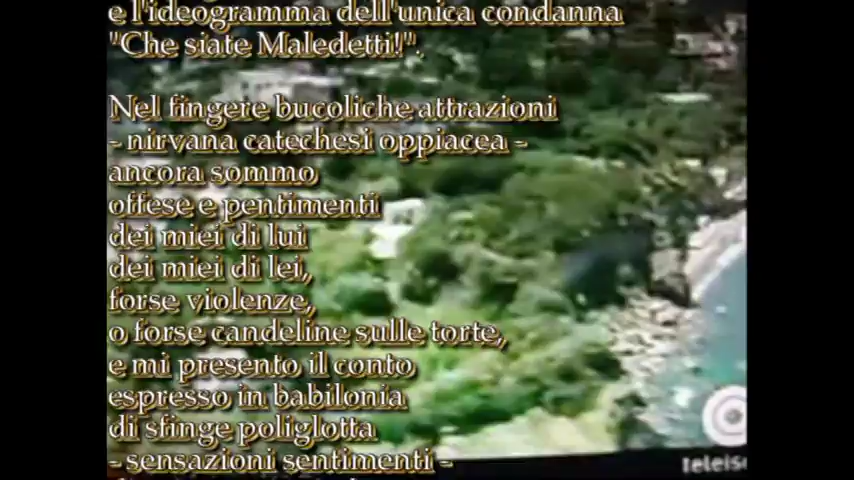 e l'ideogramma dell'unica condanna
"Che siate Maledetti!".
Nel fingere bucoliche attrazioni
- nirvana catechesi oppiacea -
ancora sommo
offese e pentimenti
dei miei di lui
dei miei di lei,
forse violenze,
o forse candeline sulle torte,
e mi presento il conto
espresso in babilonia
di sfinge poliglotta
- sensazioni sentimenti -